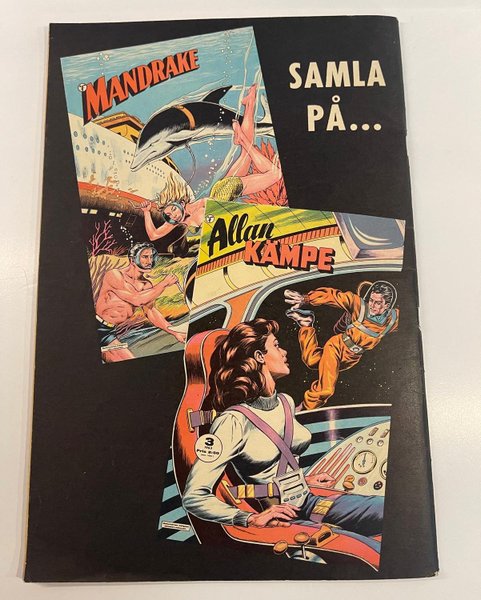 MANDRAKE
SAMLA
PÅ...
Allan
KÄMPE
3